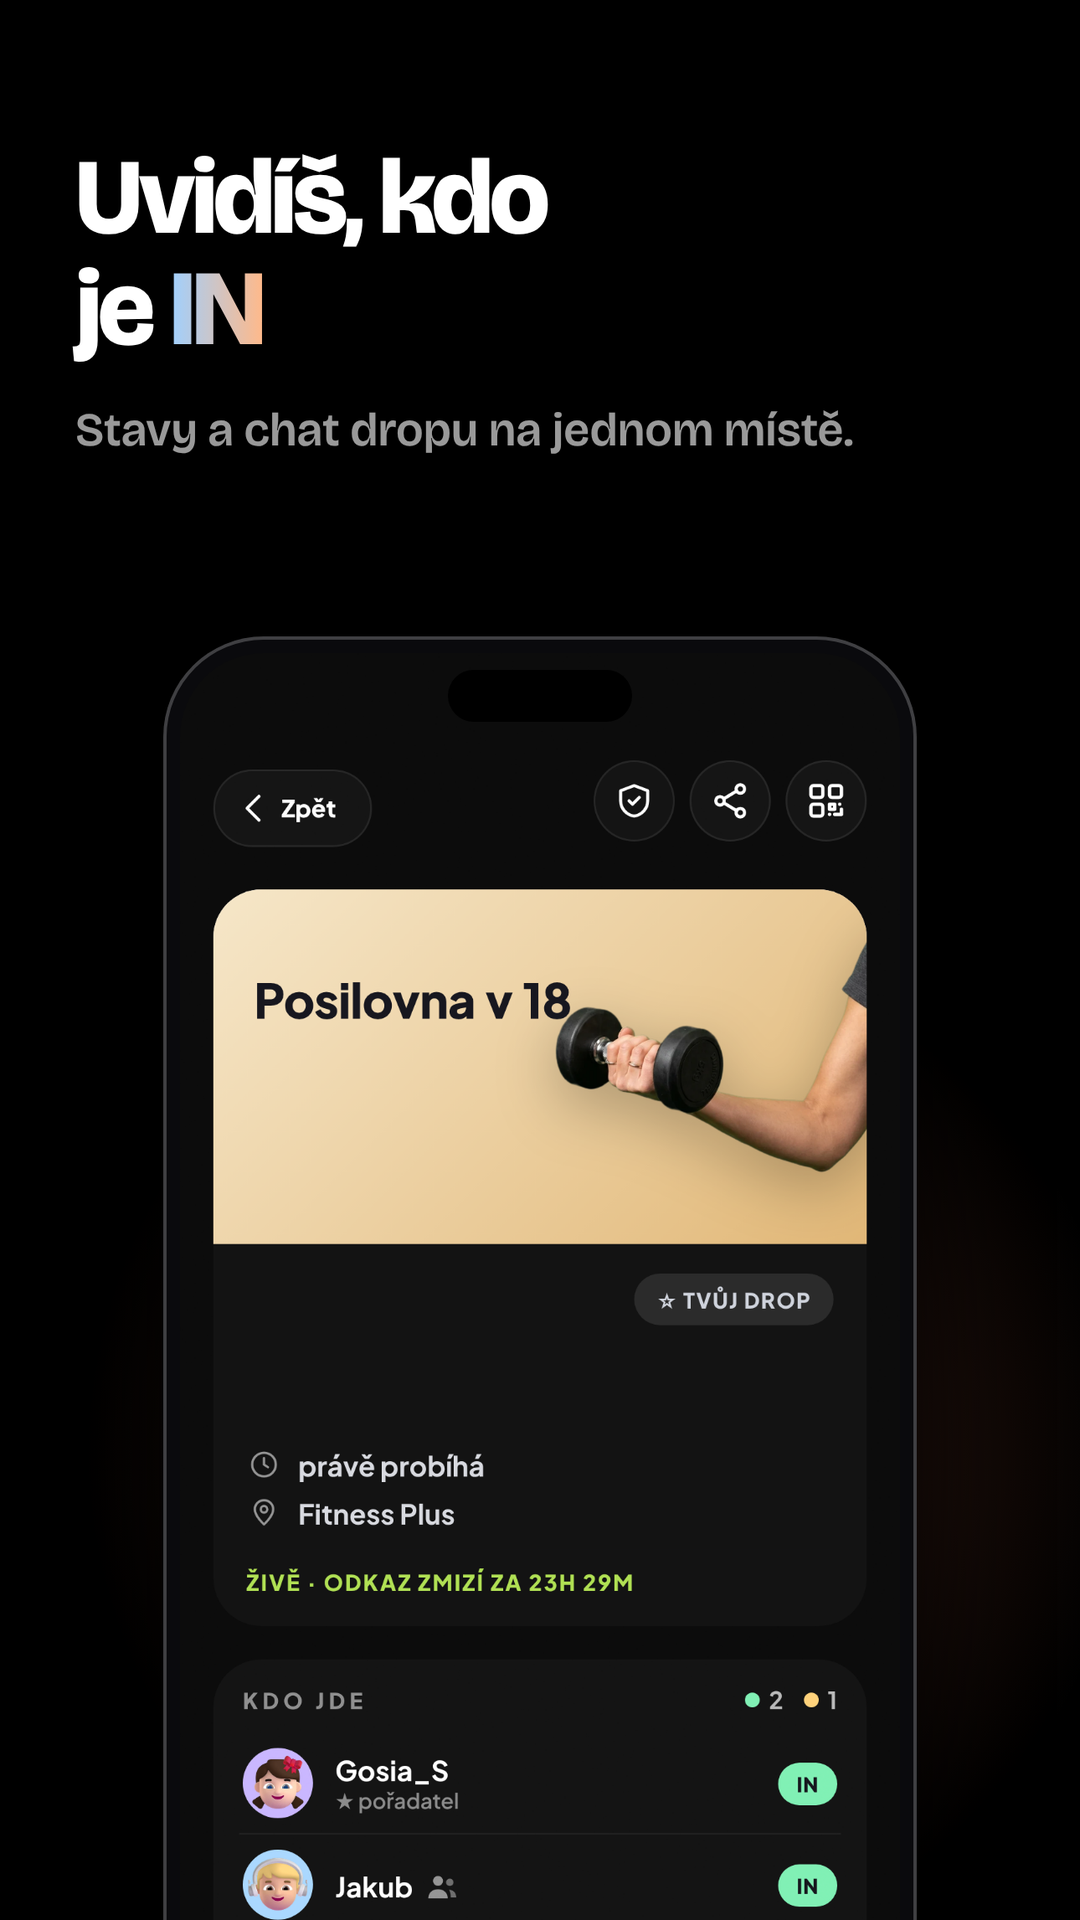 Uvidíš, kdo
je IN
Stavy a chat dropu na jednom místě.
Zpět
Posilovna v 18
☆ TVŮJ DROP
právě probíhá
Fitness Plus
ŽIVĚ · ODKAZ ZMIZÍ ZA 23H 29M
KDO JDE 2 1
Gosia_S IN
★ pořadatel
Jakub IN